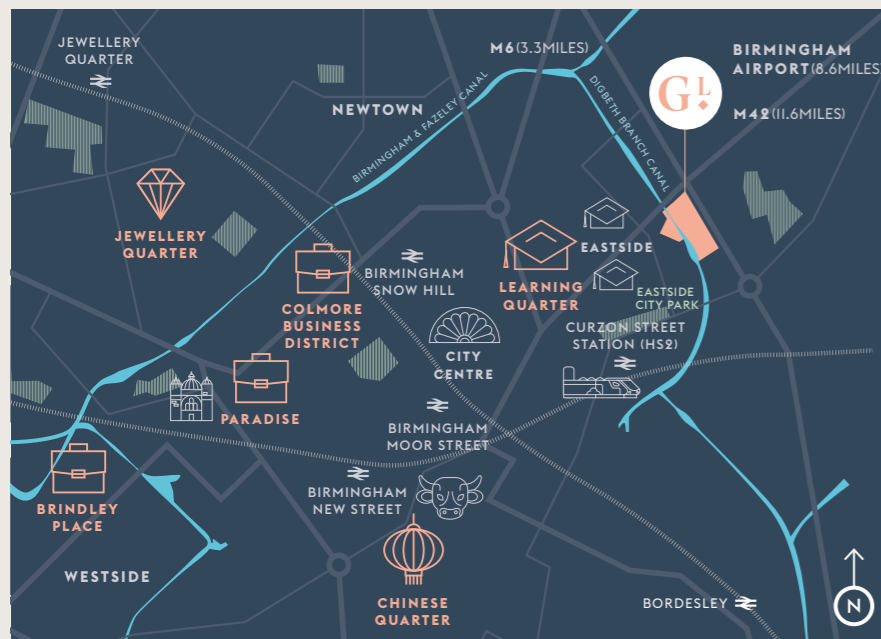 JEWELLERY
QUARTER
M6 (3.3MILES)
BIRMINGHAM
AIRPORT (8.6MILES
GL
M42 (11.6MILES)
NEWTOWN
BIRMINGHAM & FAZELEY CANAL
DIGBETH BRANCH CANAL
JEWELLERY
QUARTER
EASTSIDE
BIRMINGHAM
SNOW HILL
LEARNING
QUARTER
EASTSIDE
CITY PARK
COLMORE
BUSINESS
DISTRICT
CURZON STREET
STATION (HS2)
CITY
CENTRE
PARADISE
BIRMINGHAM
MOOR STREET
BIRMINGHAM
NEW STREET
BRINDLEY
PLACE
WESTSIDE
CHINESE
QUARTER
BORDESLEY
N